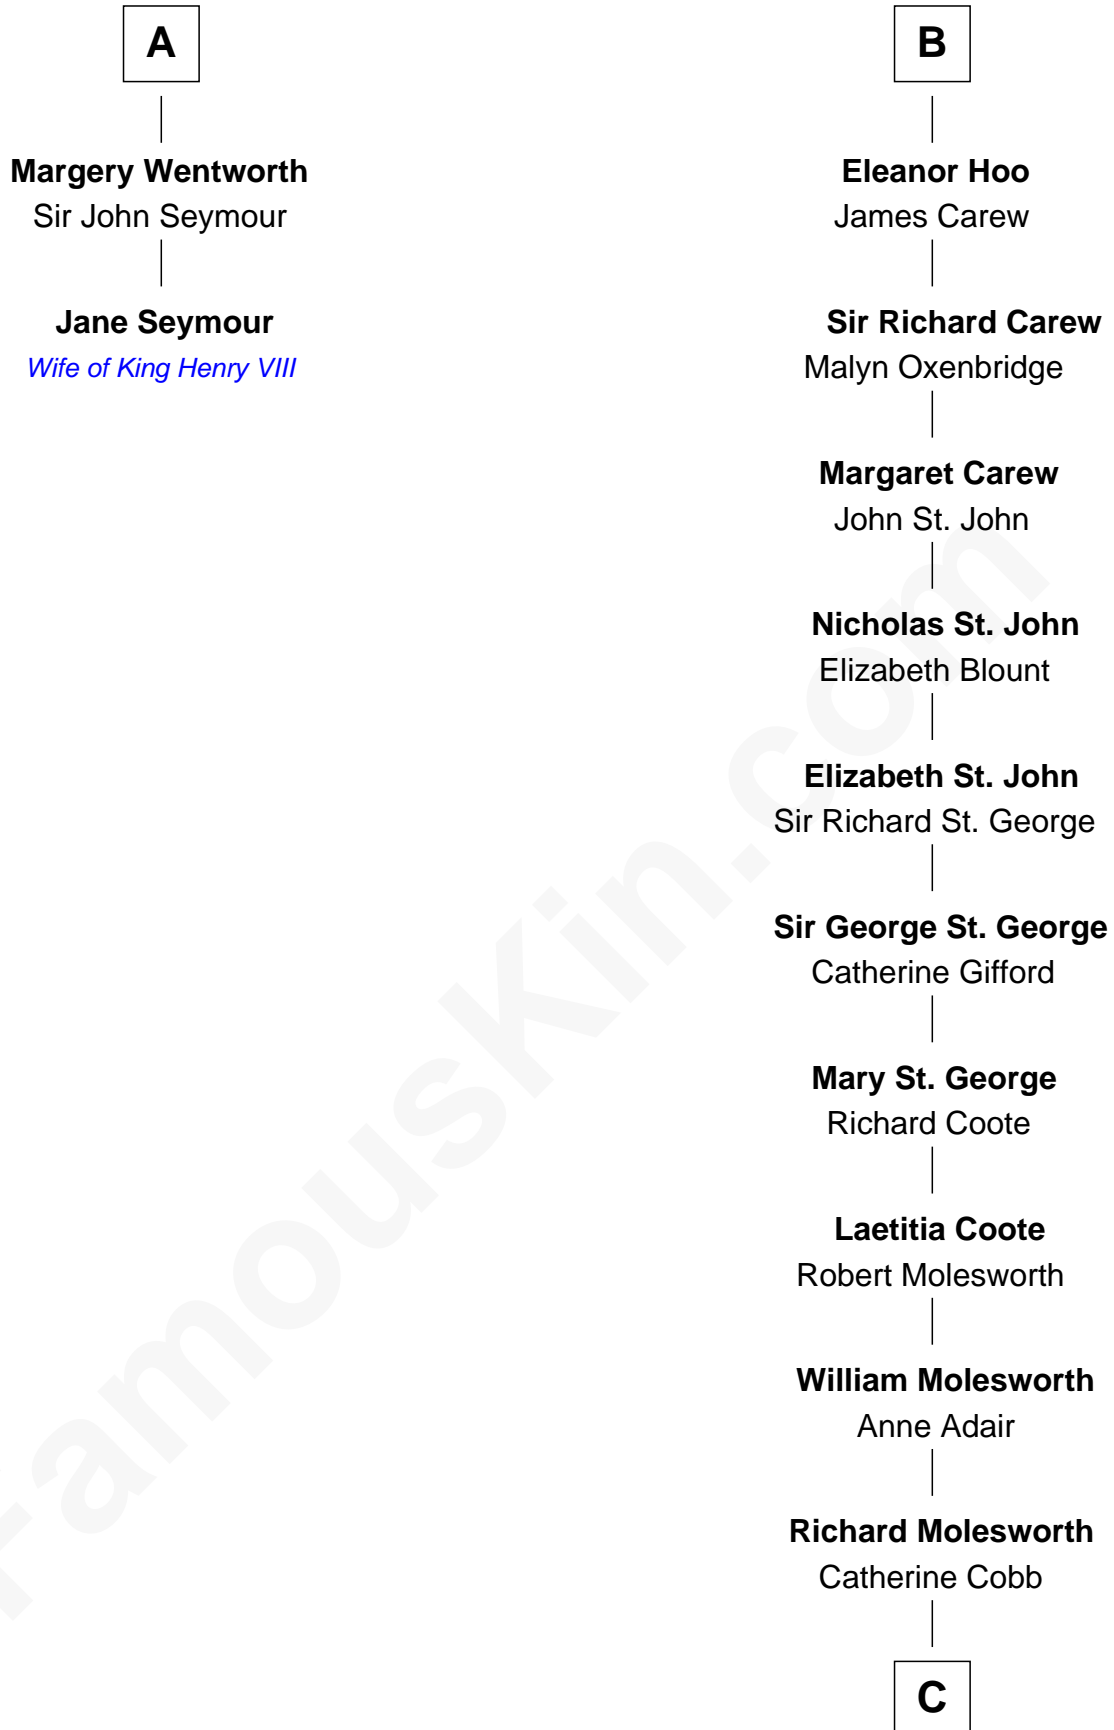 A
Margery Wentworth
Sir John Seymour
Jane Seymour
Wife of King Henry VIII
B
Eleanor Hoo
James Carew
Sir Richard Carew
Malyn Oxenbridge
Margaret Carew
John St. John
Nicholas St. John
Elizabeth Blount
Elizabeth St. John
Sir Richard St. George
Sir George St. George
Catherine Gifford
Mary St. George
Richard Coote
Laetitia Coote
Robert Molesworth
William Molesworth
Anne Adair
Richard Molesworth
Catherine Cobb
C
FamousKin.com